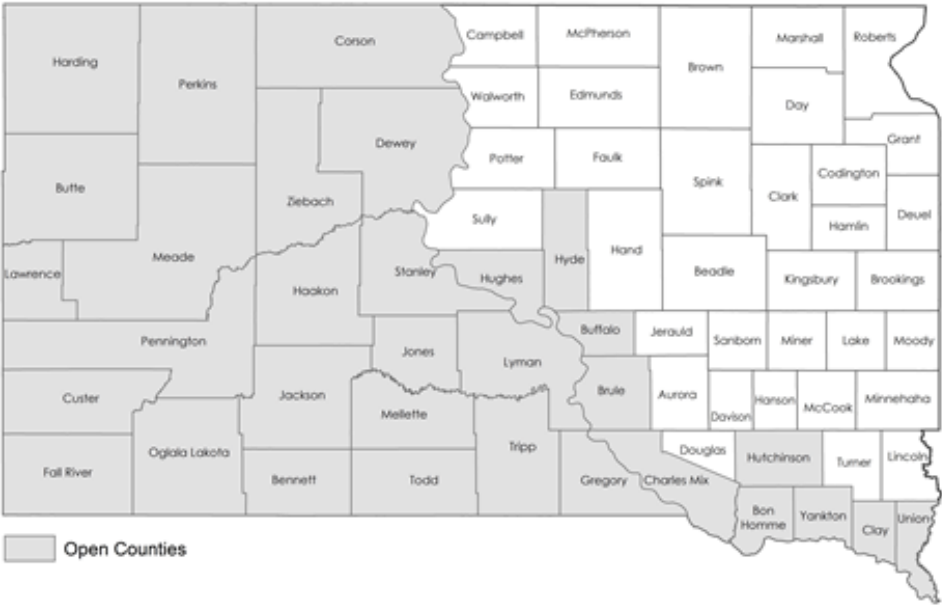 Harding
Perkins
Corson
Campbell
McPherson
Brown
Marshall
Roberts
Walworth
Edmunds
Day
Dewey
Grant
Butte
Ziebach
Potter
Faulk
Spink
Clark
Codington
Deuel
Sully
Hamlin
Lawrence
Meade
Haakon
Stanley
Hughes
Hyde
Hand
Beadle
Kingsbury
Brookings
Pennington
Jones
Lyman
Buffalo
Jerauld
Sanborn
Miner
Lake
Moody
Custer
Jackson
Mellette
Brule
Aurora
Davison
Hanson
McCook
Minnehaha
Fall River
Oglala Lakota
Bennett
Todd
Tripp
Gregory
Charles Mix
Douglas
Hutchinson
Turner
Lincoln
Bon
Homme
Yankton
Clay
Union
Open Counties